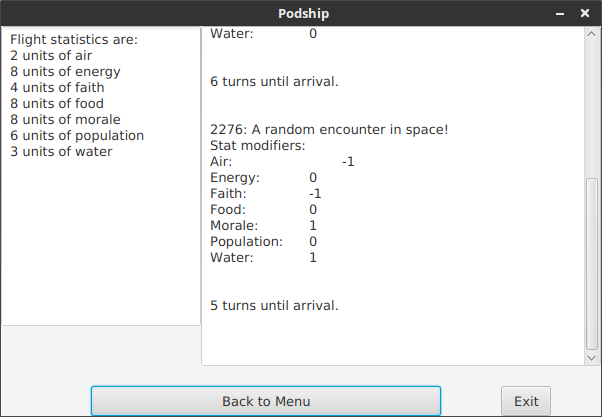 Podship
Flight statistics are:
2 units of air
8 units of energy
4 units of faith
8 units of food
8 units of morale
6 units of population
3 units of water
Water: 0
6 turns until arrival.
2276: A random encounter in space!
Stat modifiers:
Air: -1
Energy: 0
Faith: -1
Food: 0
Morale: 1
Population: 0
Water: 1
5 turns until arrival.
Back to Menu
Exit